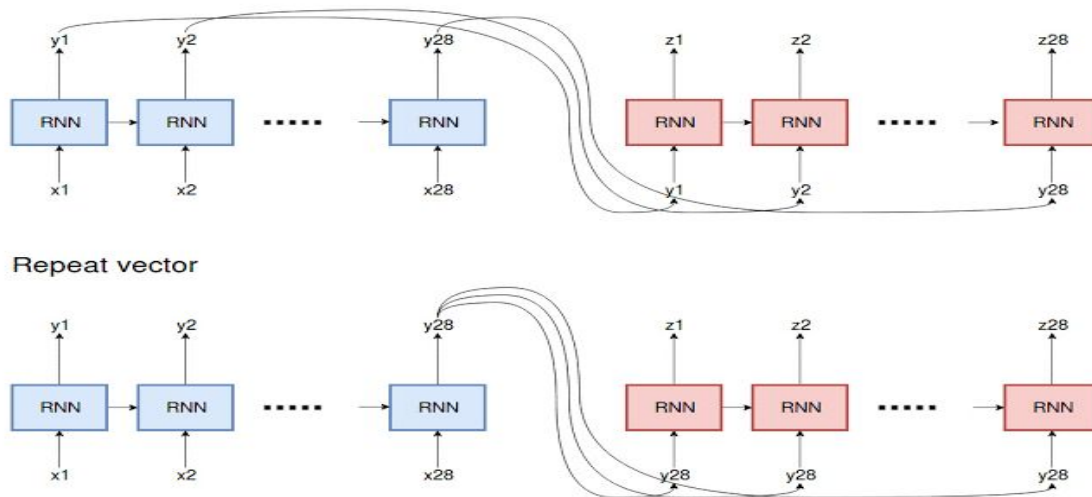 y1 y2 y28 z1 z2 z28
RNN RNN RNN RNN RNN RNN
x1 x2 x28 y1 y2 y28
Repeat vector
y1 y2 y28 z1 z2 z28
RNN RNN RNN RNN RNN RNN
x1 x2 x28 y28 y28 y28